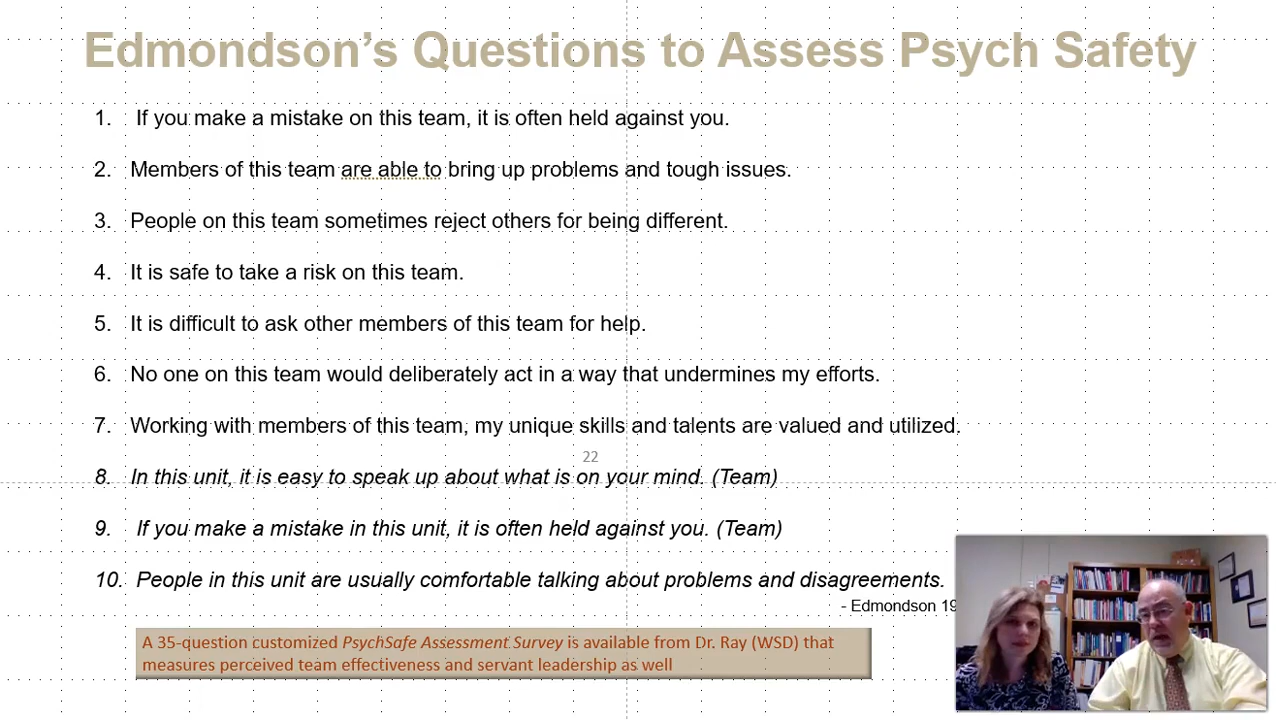 Edmondson’s Questions to Assess Psych Safety
1. If you make a mistake on this team, it is often held against you.
2. Members of this team are able to bring up problems and tough issues.
3. People on this team sometimes reject others for being different.
4. It is safe to take a risk on this team.
5. It is difficult to ask other members of this team for help.
6. No one on this team would deliberately act in a way that undermines my efforts.
7. Working with members of this team, my unique skills and talents are valued and utilized.
22
8. In this unit, it is easy to speak up about what is on your mind. (Team)
9. If you make a mistake in this unit, it is often held against you. (Team)
10. People in this unit are usually comfortable talking about problems and disagreements.
- Edmondson 19
A 35-question customized PsychSafe Assessment Survey is available from Dr. Ray (WSD) that
measures perceived team effectiveness and servant leadership as well